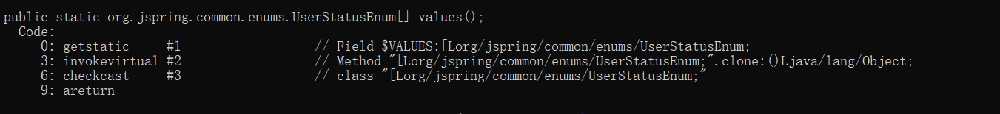 public static org.jspring.common.enums.UserStatusEnum[] values();
Code:
0: getstatic #1 // Field $VALUES:[Lorg/jspring/common/enums/UserStatusEnum;
3: invokevirtual #2 // Method "[Lorg/jspring/common/enums/UserStatusEnum;".clone:()Ljava/lang/Object;
6: checkcast #3 // class "[Lorg/jspring/common/enums/UserStatusEnum;"
9: areturn